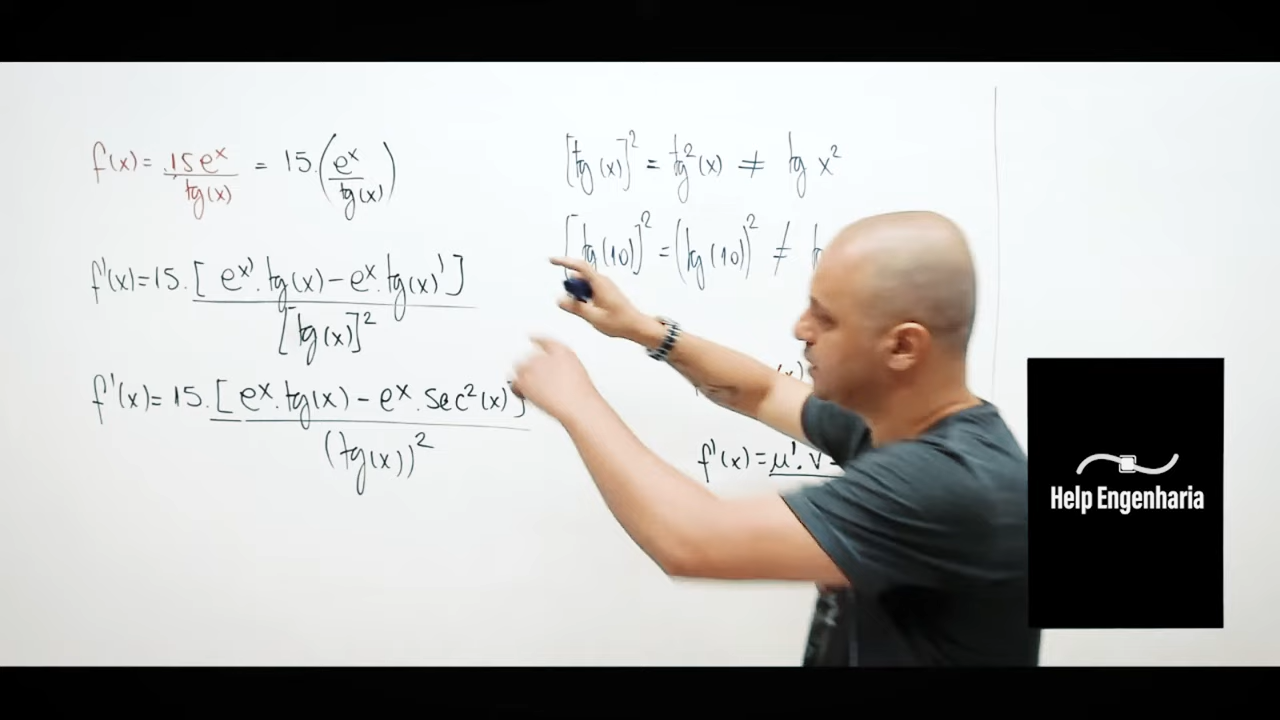 f(x) = 15e^x / tg(x) = 15.(e^x / tg(x))
f'(x) = 15.[e^x'.tg(x) - e^x.tg(x)'] / [tg(x)]^2
f'(x) = 15.[e^x.tg(x) - e^x.sec^2(x)] / (tg(x))^2
[tg(x)]^2 = tg^2(x) ≠ tg x^2
[tg(10)]^2 = (tg(10))^2 ≠
f'(x) = μ'.v -
Help Engenharia